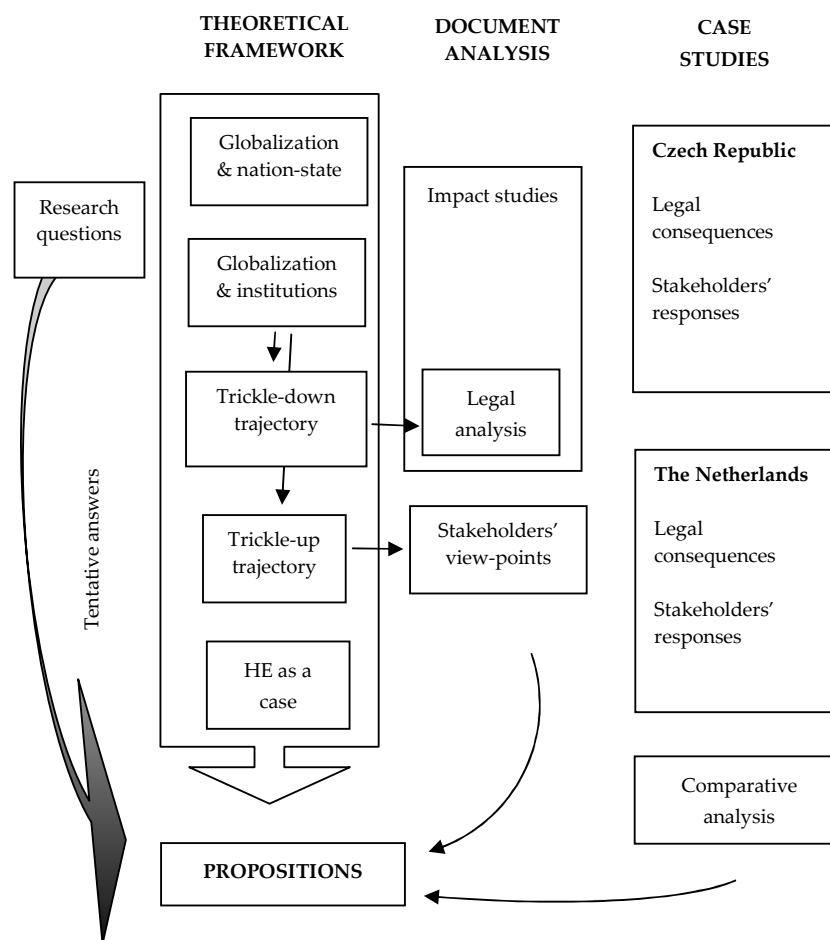 THEORETICAL
FRAMEWORK
DOCUMENT
ANALYSIS
CASE
STUDIES
Research
questions
Tentative answers
Globalization
& nation-state
Globalization
& institutions
Trickle-down
trajectory
Trickle-up
trajectory
HE as a
case
Impact studies
Legal
analysis
Stakeholders’
view-points
Czech Republic
Legal
consequences
Stakeholders’
responses
The Netherlands
Legal
consequences
Stakeholders’
responses
Comparative
analysis
PROPOSITIONS